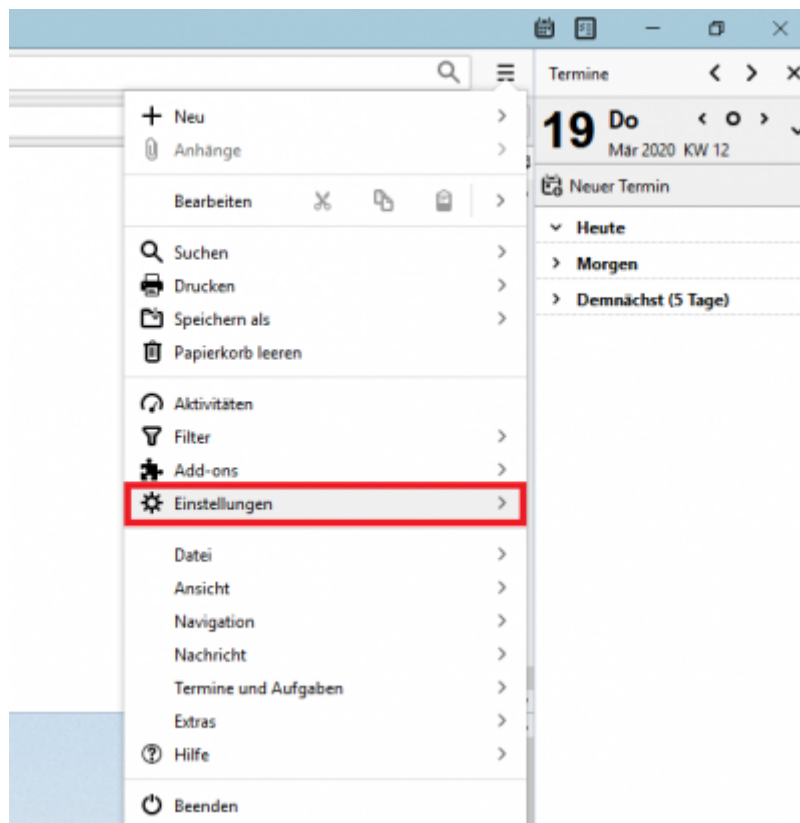 Termine
19 Do
Mär 2020 KW 12
Neuer Termin
Heute
Morgen
Demnächst (5 Tage)
Neu
Anhänge
Bearbeiten
Suchen
Drucken
Speichern als
Papierkorb leeren
Aktivitäten
Filter
Add-ons
Einstellungen
Datei
Ansicht
Navigation
Nachricht
Termine und Aufgaben
Extras
Hilfe
Beenden